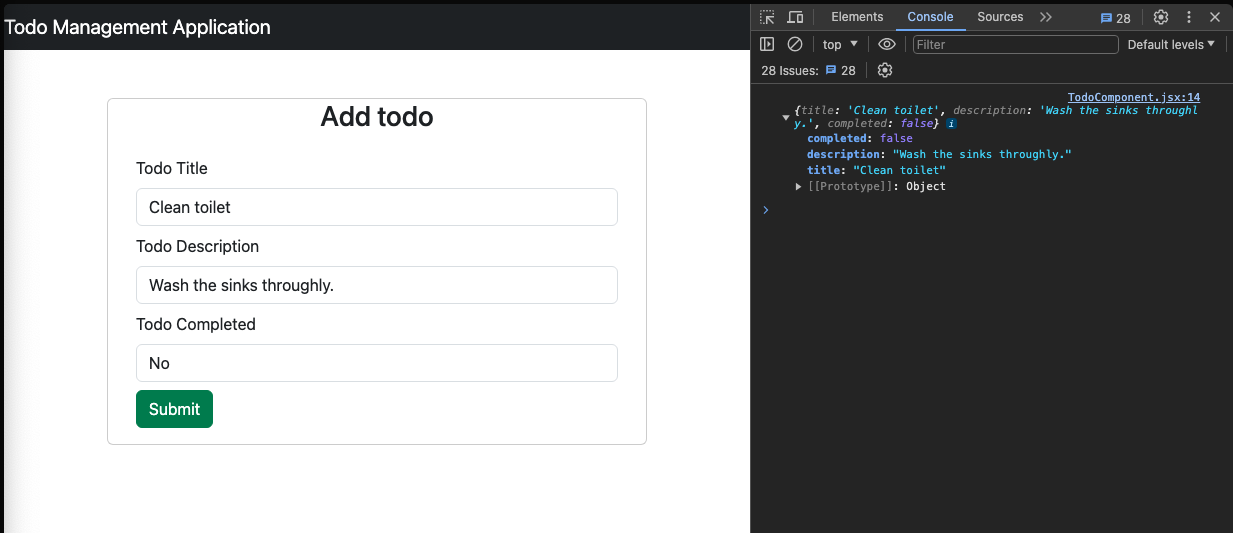 Todo Management Application
Add todo
Todo Title
Clean toilet
Todo Description
Wash the sinks throughly.
Todo Completed
No
Submit
Elements Console Sources 28
top Filter Default levels
28 Issues: 28
TodoComponent.jsx:14
{title: 'Clean toilet', description: 'Wash the sinks throughl
y.', completed: false} i
completed: false
description: "Wash the sinks throughly."
title: "Clean toilet"
[[Prototype]]: Object